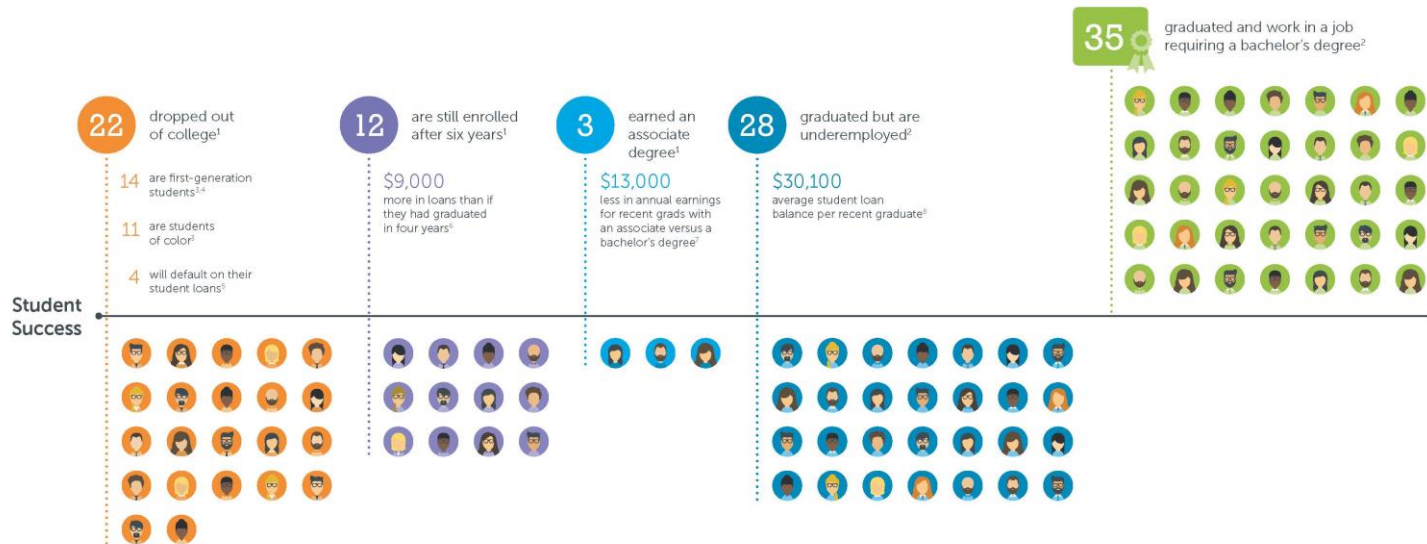 35
graduated and work in a job
requiring a bachelor's degree²
22
dropped out
of college¹
14
are first-generation
students³,⁴
11
are students
of color²
4
will default on their
student loans⁵
12
are still enrolled
after six years¹
$9,000
more in loans than if
they had graduated
in four years⁶
3
earned an
associate
degree¹
$13,000
less in annual earnings
for recent grads with
an associate versus a
bachelor's degree⁷
28
graduated but are
underemployed²
$30,100
average student loan
balance per recent graduate⁸
Student
Success